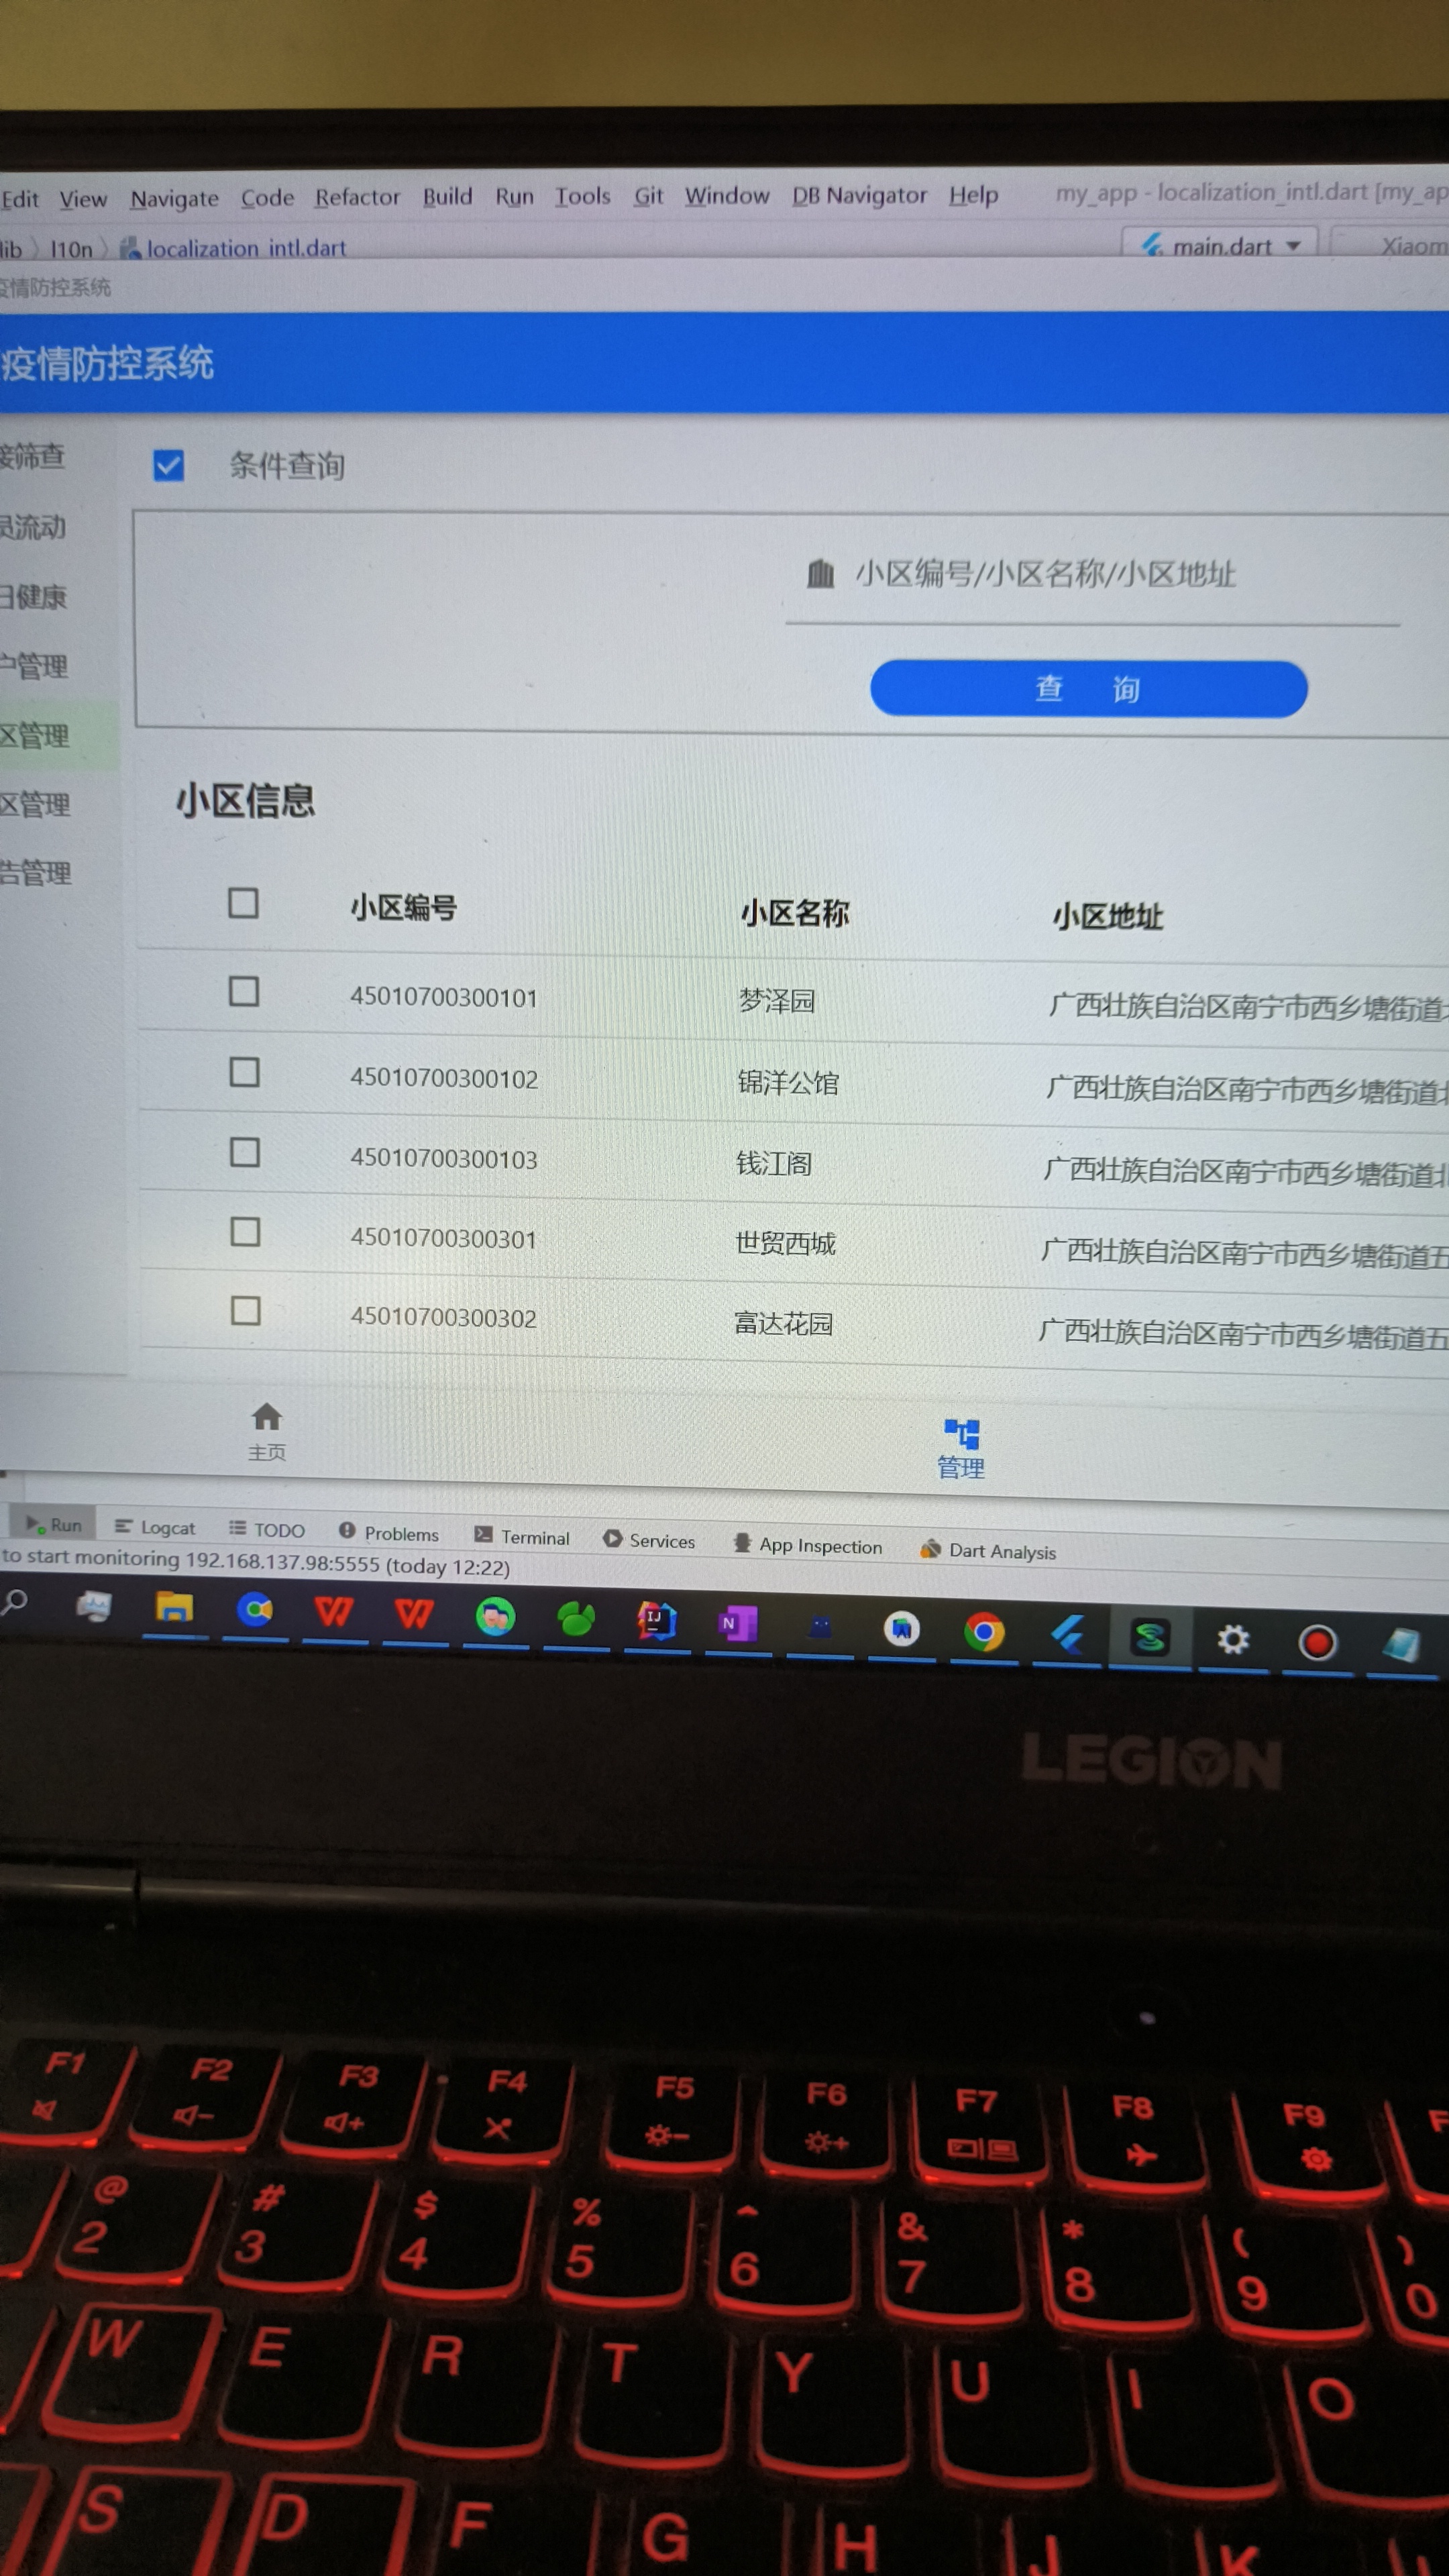 Edit View Navigate Code Refactor Build Run Tools Git Window DB Navigator Help my_app - localization_intl.dart [my_ap
lib l10n localization_intl.dart main.dart Xiaom
疫情防控系统
疫情防控系统
接筛查
条件查询
员流动
小区编号/小区名称/小区地址
日健康
户管理
查 询
区管理
小区信息
区管理
告管理
小区编号 小区名称 小区地址
45010700300101 梦泽园 广西壮族自治区南宁市西乡塘街道
45010700300102 锦洋公馆 广西壮族自治区南宁市西乡塘街道北
45010700300103 钱江阁 广西壮族自治区南宁市西乡塘街道北
45010700300301 世贸西城 广西壮族自治区南宁市西乡塘街道五
45010700300302 富达花园 广西壮族自治区南宁市西乡塘街道五
主页 管理
Run Logcat TODO Problems Terminal Services App Inspection Dart Analysis
to start monitoring 192.168.137.98:5555 (today 12:22)
IJ N
LEGION
F1 F2 F3 F4 F5 F6 F7 F8 F9 F
@ # $ % ^ & * ( )
2 3 4 5 6 7 8 9 0
W E R T Y U I O
S D F G H J K